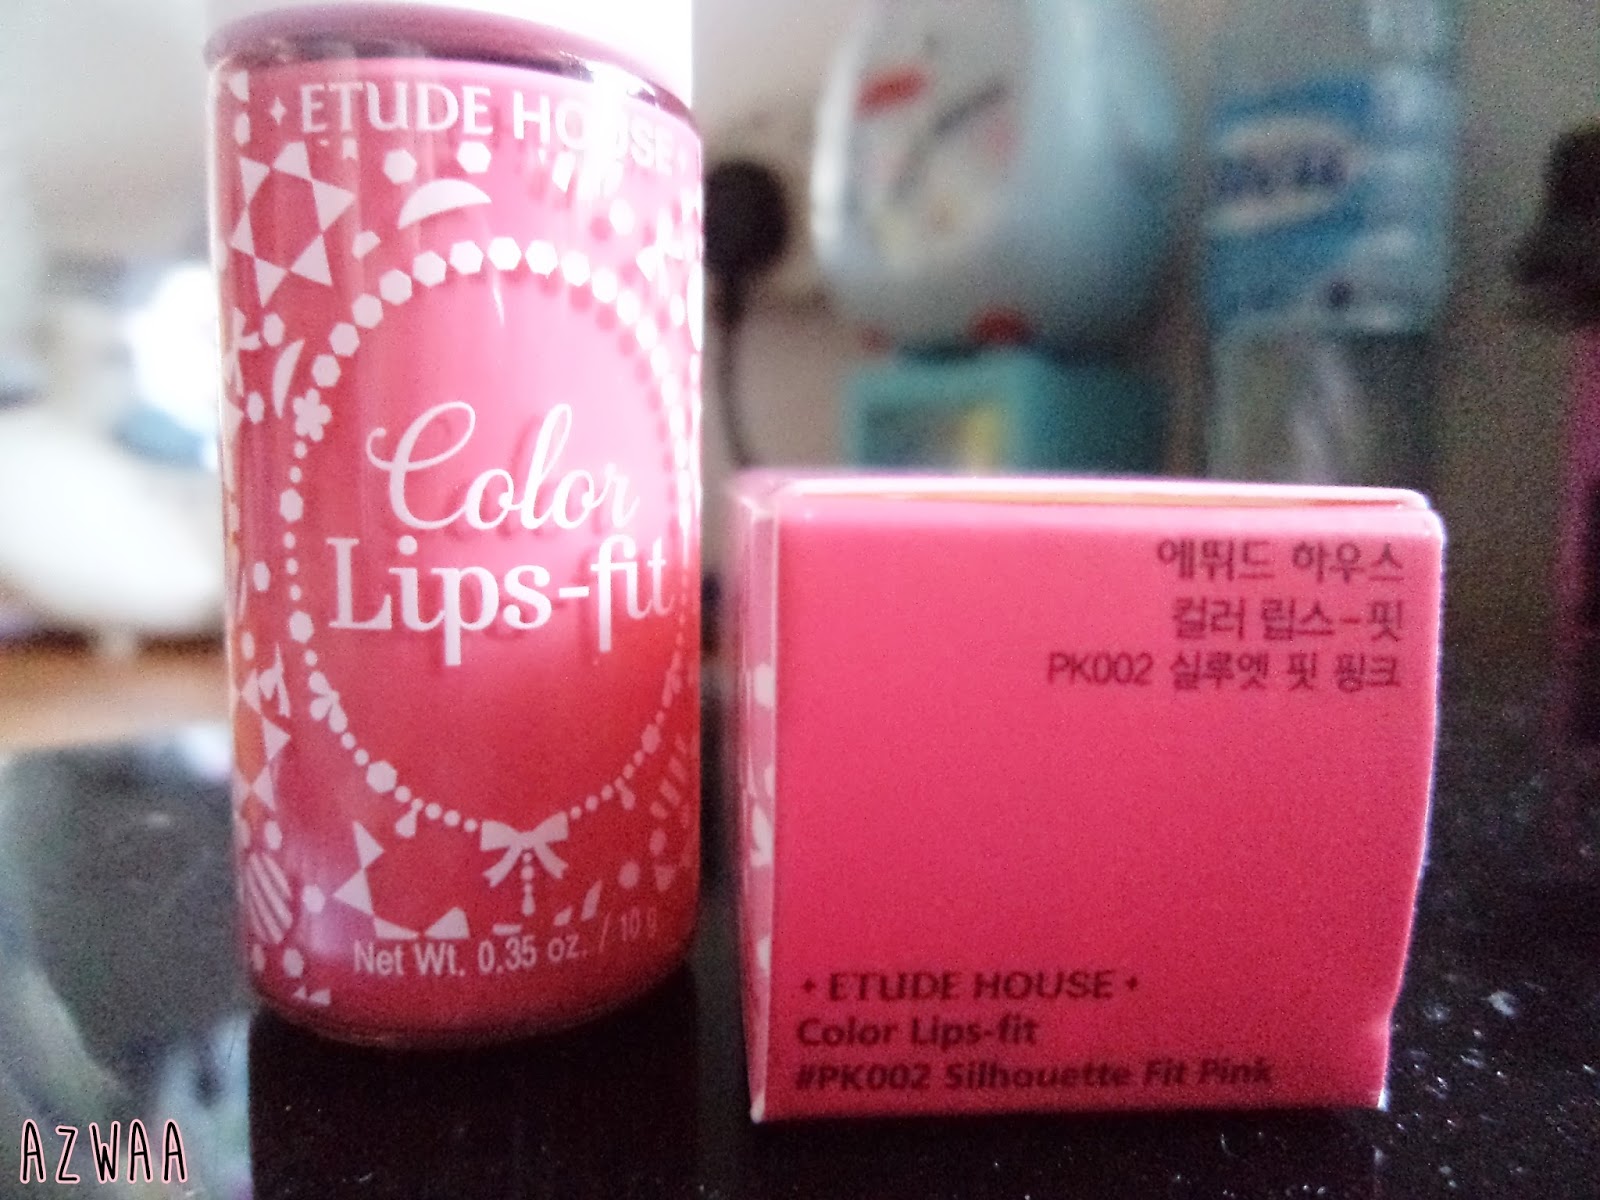 ETUDE HOUSE
Color
Lips-fit
Net Wt. 0.35 oz. / 10 g
에뛰드 하우스
컬러 립스-핏
PK002 실루엣 핏 핑크
ETUDE HOUSE
Color Lips-fit
#PK002 Silhouette Fit Pink
AZWAA